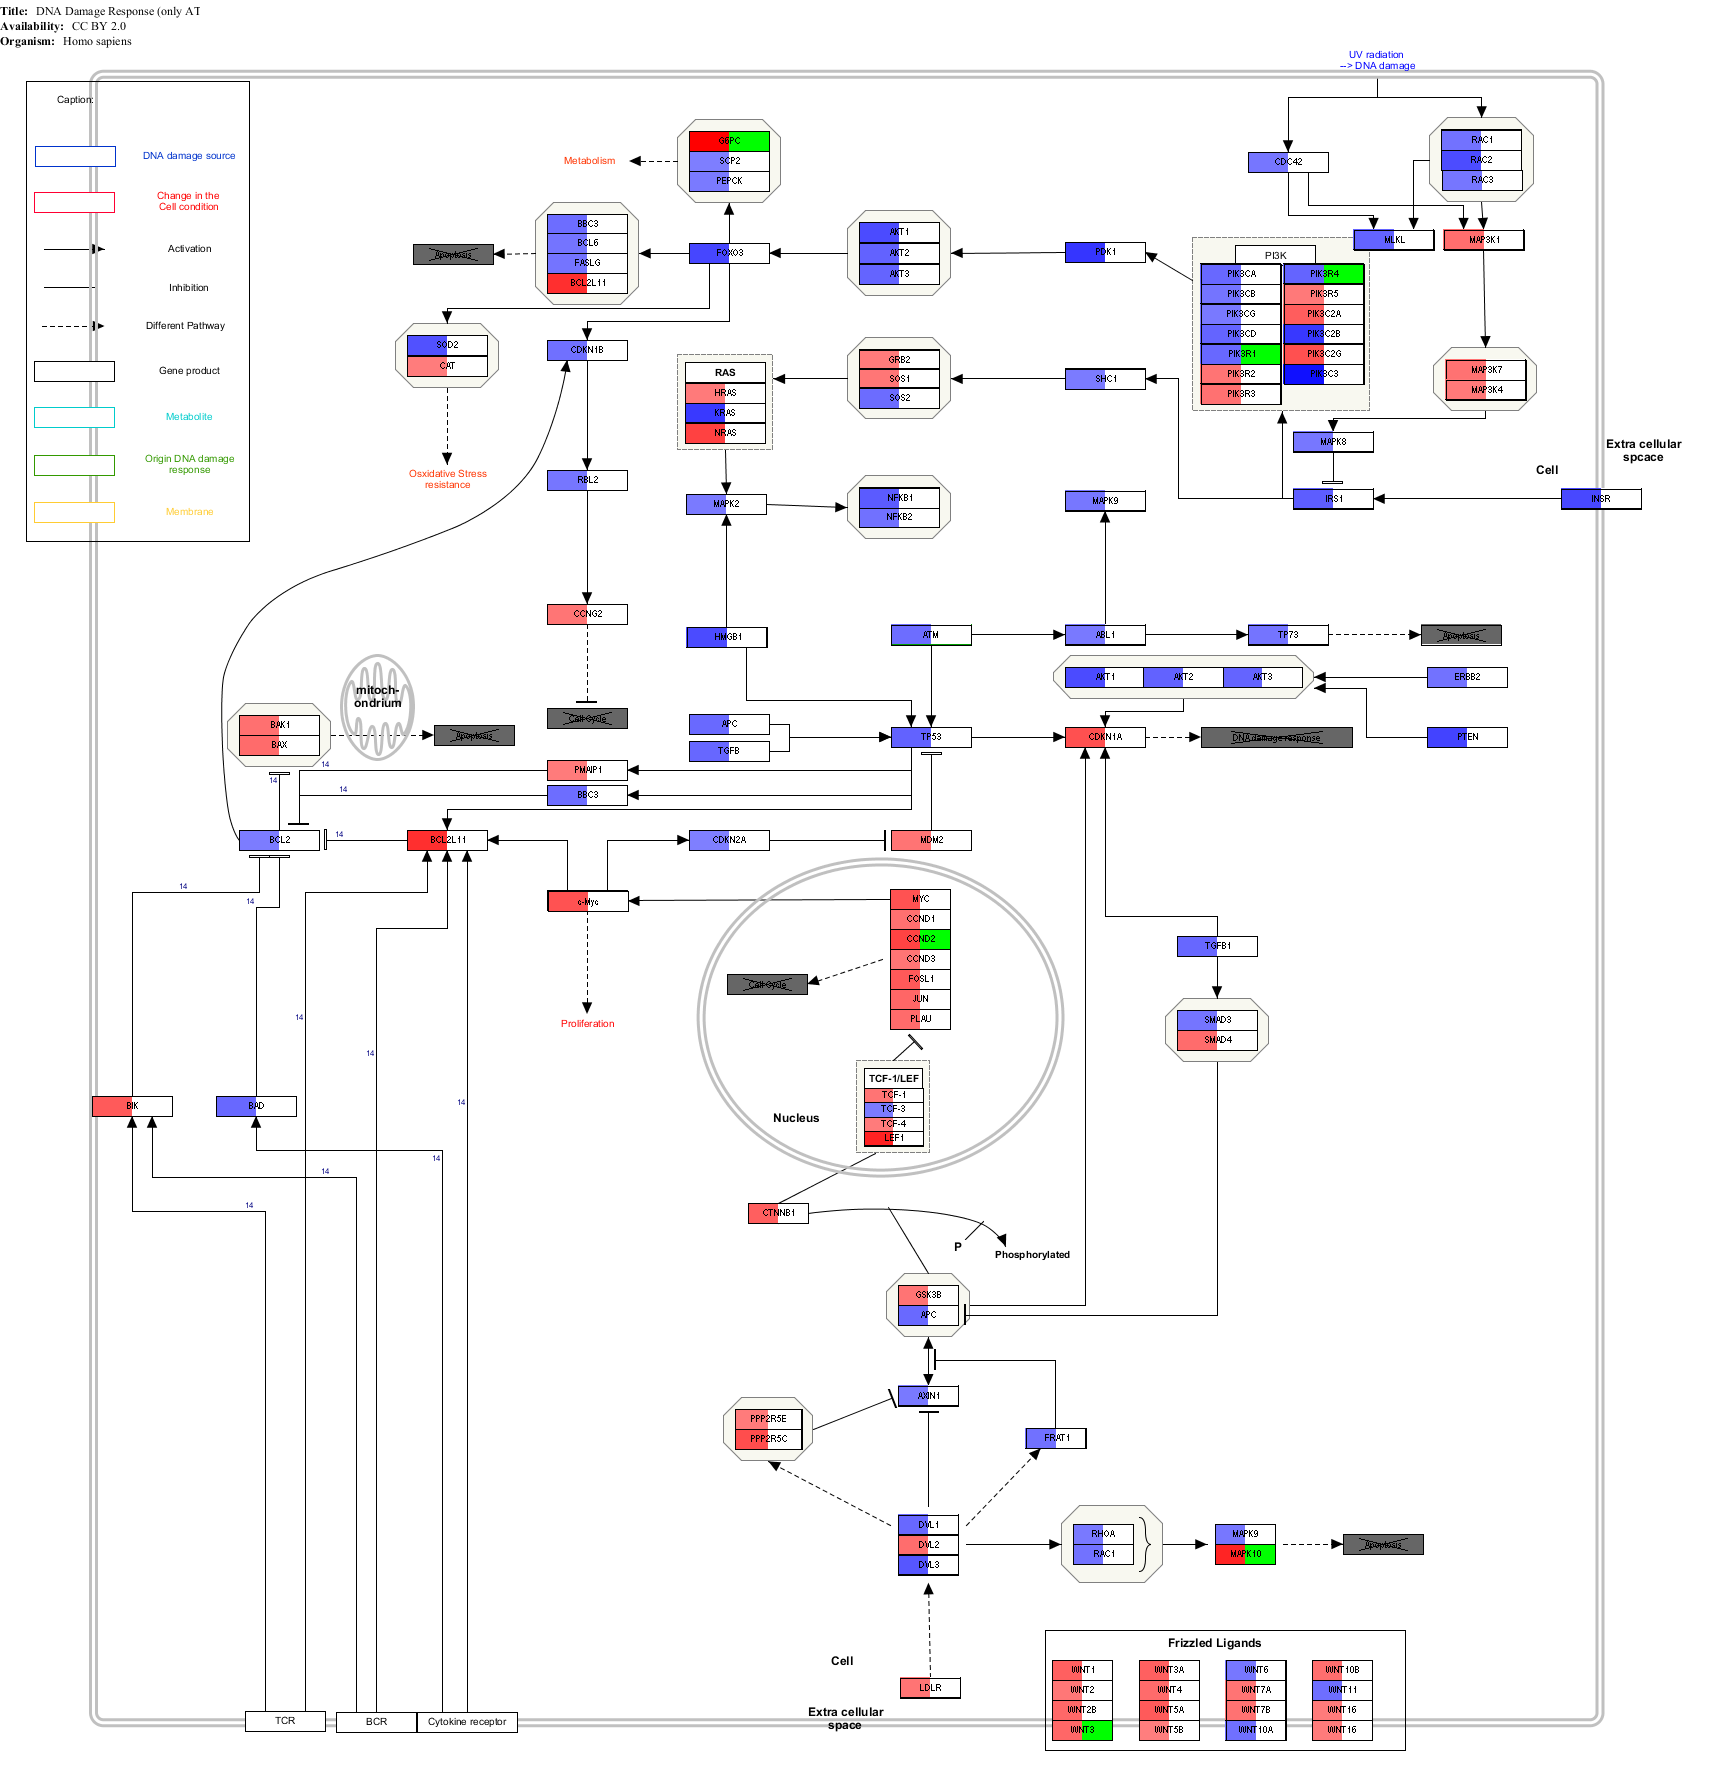 Title: DNA Damage Response (only AT
Availability: CC BY 2.0
Organism: Homo sapiens
UV radiation
--> DNA damage
Caption:
DNA damage source
Change in the
Cell condition
Activation
Inhibition
Different Pathway
Gene product
Metabolite
Origin DNA damage
response
Membrane
G6PC
SCP2
PEPCK
Metabolism
RAC1
RAC2
RAC3
CDC42
BBC3
BCL6
FASLG
BCL2L11
Apoptosis
FOXO3
AKT1
AKT2
AKT3
PDK1
MLKL
MAP3K1
PI3K
PIK3CA
PIK3CB
PIK3CG
PIK3CD
PIK3R1
PIK3R2
PIK3R3
PIK3R4
PIK3R5
PIK3C2A
PIK3C2B
PIK3C2G
PIK3C3
SOD2
CAT
CDKN1B
RAS
HRAS
KRAS
NRAS
GRB2
SOS1
SOS2
SHC1
MAP3K7
MAP3K4
MAPK8
Extra cellular
spcace
Cell
Osxidative Stress
resistance
RBL2
MAPK2
NFKB1
NFKB2
MAPK9
IRS1
INSR
CCNG2
HMGB1
ATM
ABL1
TP73
Apoptosis
AKT1
AKT2
AKT3
ERBB2
mitoch-
ondrium
BAK1
BAX
Apoptosis
Cell Cycle
APC
TGFB
TP53
CDKN1A
DNA damage response
PTEN
PMAIP1
14
BBC3
14
14
BCL2
14
BCL2L11
CDKN2A
MDM2
14
14
c-Myc
MYC
CCND1
CCND2
CCND3
FOSL1
JUN
PLAU
Cell Cycle
TGFB1
Proliferation
14
14
14
SMAD3
SMAD4
TCF-1/LEF
TCF-1
TCF-3
TCF-4
LEF1
Nucleus
BIK
BAD
14
14
14
CTNNB1
P
Phosphorylated
GSK3B
APC
AXIN1
PPP2R5E
PPP2R5C
FRAT1
DVL1
DVL2
DVL3
RHOA
RAC1
MAPK9
MAPK10
Apoptosis
Cell
LDLR
Extra cellular
space
Frizzled Ligands
WNT1
WNT2
WNT2B
WNT3
WNT3A
WNT4
WNT5A
WNT5B
WNT6
WNT7A
WNT7B
WNT10A
WNT10B
WNT11
WNT16
WNT16
TCR
BCR
Cytokine receptor